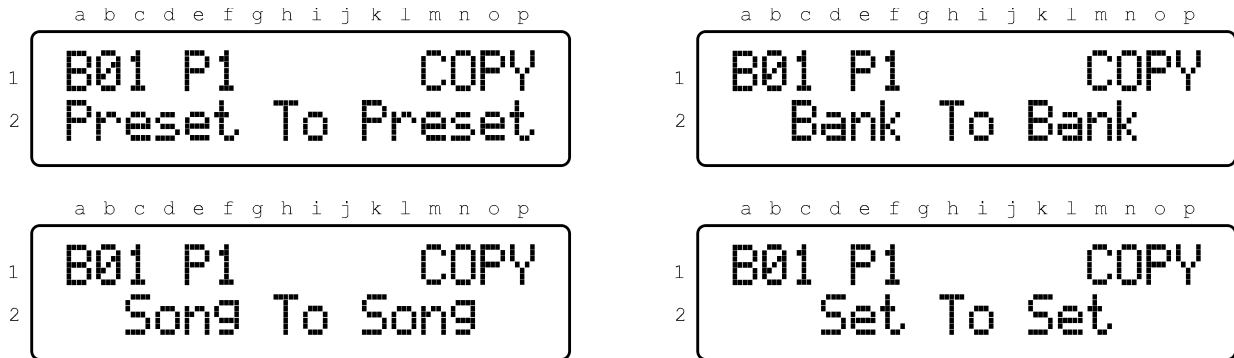 a b c d e f g h i j k l m n o p
1 B01 P1 COPY
2 Preset To Preset
a b c d e f g h i j k l m n o p
1 B01 P1 COPY
2 Bank To Bank
a b c d e f g h i j k l m n o p
1 B01 P1 COPY
2 Song To Song
a b c d e f g h i j k l m n o p
1 B01 P1 COPY
2 Set To Set